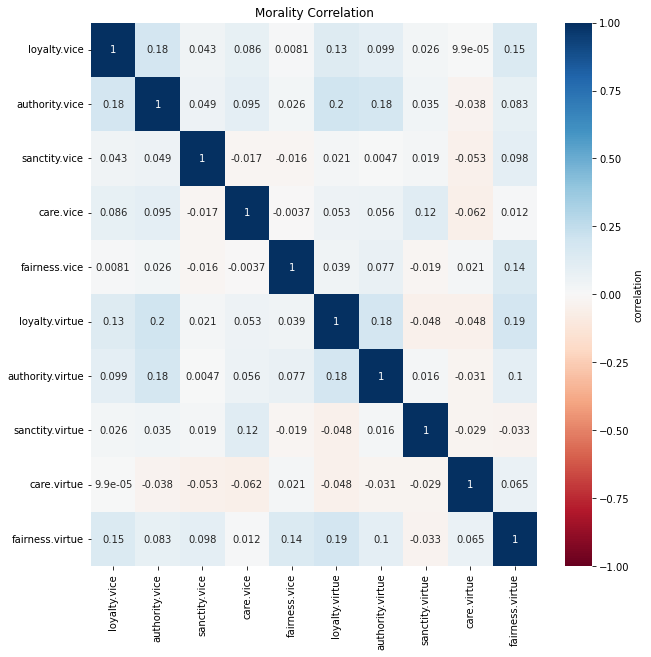 Morality Correlation
loyalty.vice 1 0.18 0.043 0.086 0.0081 0.13 0.099 0.026 9.9e-05 0.15
authority.vice 0.18 1 0.049 0.095 0.026 0.2 0.18 0.035 -0.038 0.083
sanctity.vice 0.043 0.049 1 -0.017 -0.016 0.021 0.0047 0.019 -0.053 0.098
care.vice 0.086 0.095 -0.017 1 -0.0037 0.053 0.056 0.12 -0.062 0.012
fairness.vice 0.0081 0.026 -0.016 -0.0037 1 0.039 0.077 -0.019 0.021 0.14
loyalty.virtue 0.13 0.2 0.021 0.053 0.039 1 0.18 -0.048 -0.048 0.19
authority.virtue 0.099 0.18 0.0047 0.056 0.077 0.18 1 0.016 -0.031 0.1
sanctity.virtue 0.026 0.035 0.019 0.12 -0.019 -0.048 0.016 1 -0.029 -0.033
care.virtue 9.9e-05 -0.038 -0.053 -0.062 0.021 -0.048 -0.031 -0.029 1 0.065
fairness.virtue 0.15 0.083 0.098 0.012 0.14 0.19 0.1 -0.033 0.065 1
loyalty.vice
authority.vice
sanctity.vice
care.vice
fairness.vice
loyalty.virtue
authority.virtue
sanctity.virtue
care.virtue
fairness.virtue
1.00
0.75
0.50
0.25
0.00
-0.25
-0.50
-0.75
-1.00
correlation